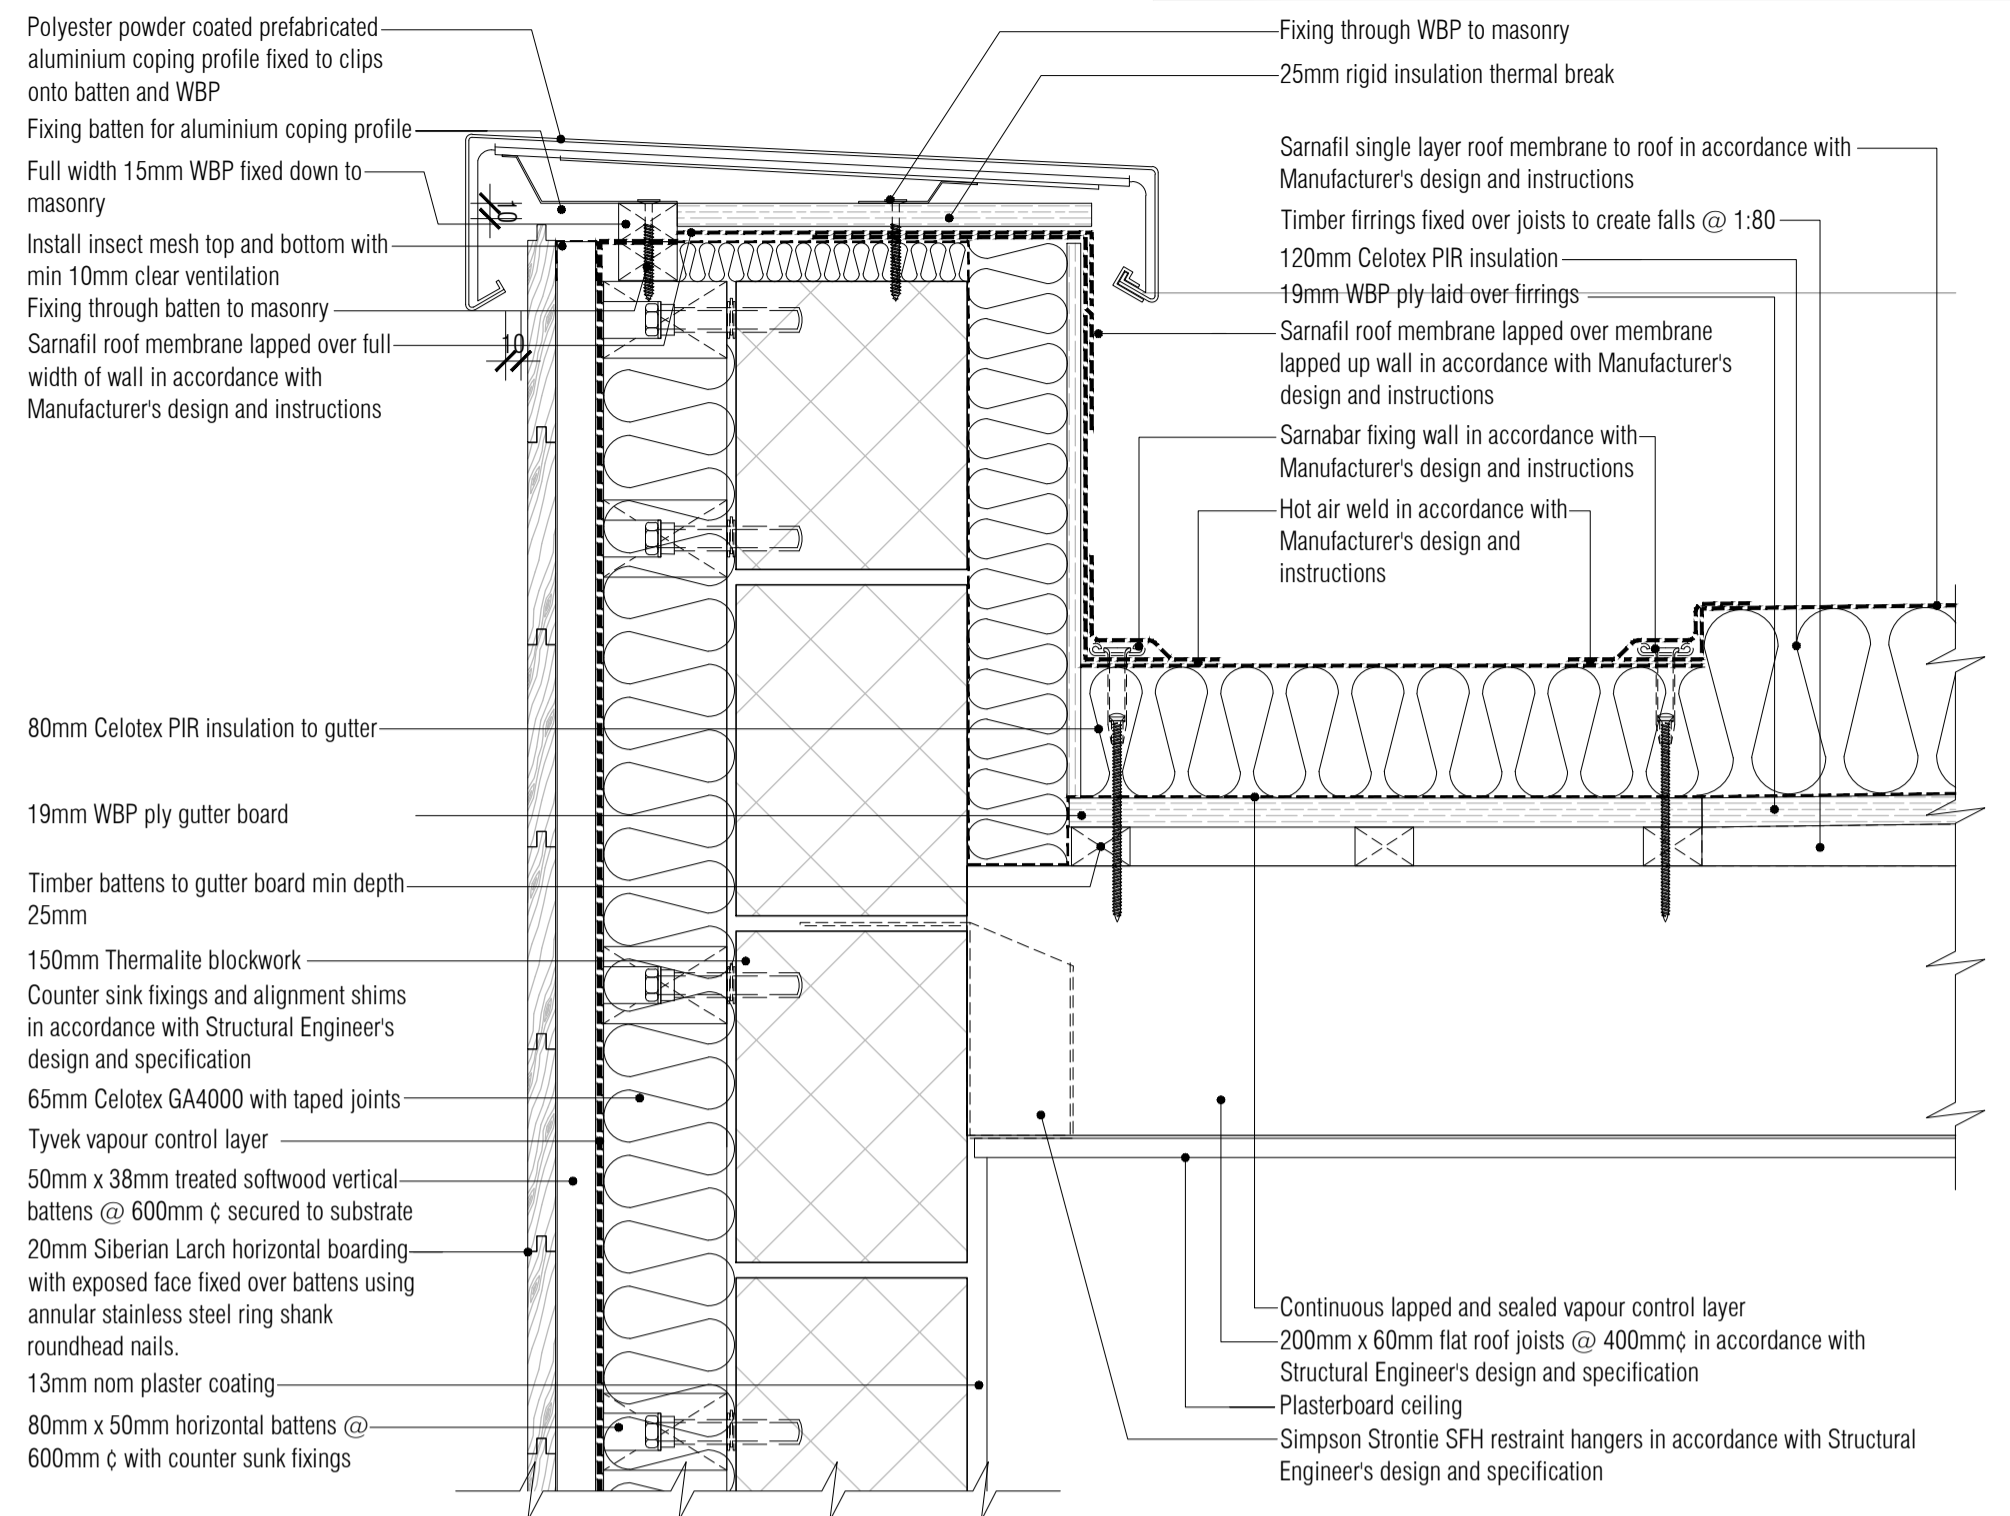 Polyester powder coated prefabricated
aluminium coping profile fixed to clips
onto batten and WBP
Fixing batten for aluminium coping profile
Full width 15mm WBP fixed down to
masonry
Install insect mesh top and bottom with
min 10mm clear ventilation
Fixing through batten to masonry
Sarnafil roof membrane lapped over full
width of wall in accordance with
Manufacturer's design and instructions
10
10
80mm Celotex PIR insulation to gutter
19mm WBP ply gutter board
Timber battens to gutter board min depth
25mm
150mm Thermalite blockwork
Counter sink fixings and alignment shims
in accordance with Structural Engineer's
design and specification
65mm Celotex GA4000 with taped joints
Tyvek vapour control layer
50mm x 38mm treated softwood vertical
battens @ 600mm ¢ secured to substrate
20mm Siberian Larch horizontal boarding
with exposed face fixed over battens using
annular stainless steel ring shank
roundhead nails.
13mm nom plaster coating
80mm x 50mm horizontal battens @
600mm ¢ with counter sunk fixings
Fixing through WBP to masonry
25mm rigid insulation thermal break
Sarnafil single layer roof membrane to roof in accordance with
Manufacturer's design and instructions
Timber firrings fixed over joists to create falls @ 1:80
120mm Celotex PIR insulation
19mm WBP ply laid over firrings
Sarnafil roof membrane lapped over membrane
lapped up wall in accordance with Manufacturer's
design and instructions
Sarnabar fixing wall in accordance with
Manufacturer's design and instructions
Hot air weld in accordance with
Manufacturer's design and
instructions
Continuous lapped and sealed vapour control layer
200mm x 60mm flat roof joists @ 400mm¢ in accordance with
Structural Engineer's design and specification
Plasterboard ceiling
Simpson Strontie SFH restraint hangers in accordance with Structural
Engineer's design and specification